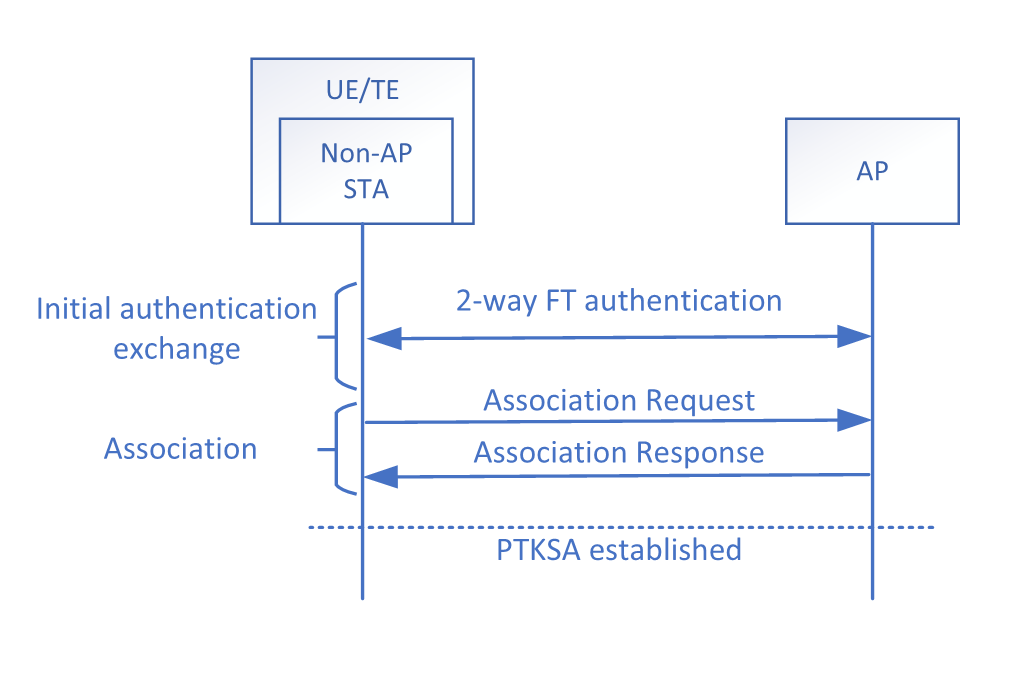 UE/TE
Non-AP
STA
AP
Initial authentication
exchange
2-way FT authentication
Association Request
Association
Association Response
PTKSA established